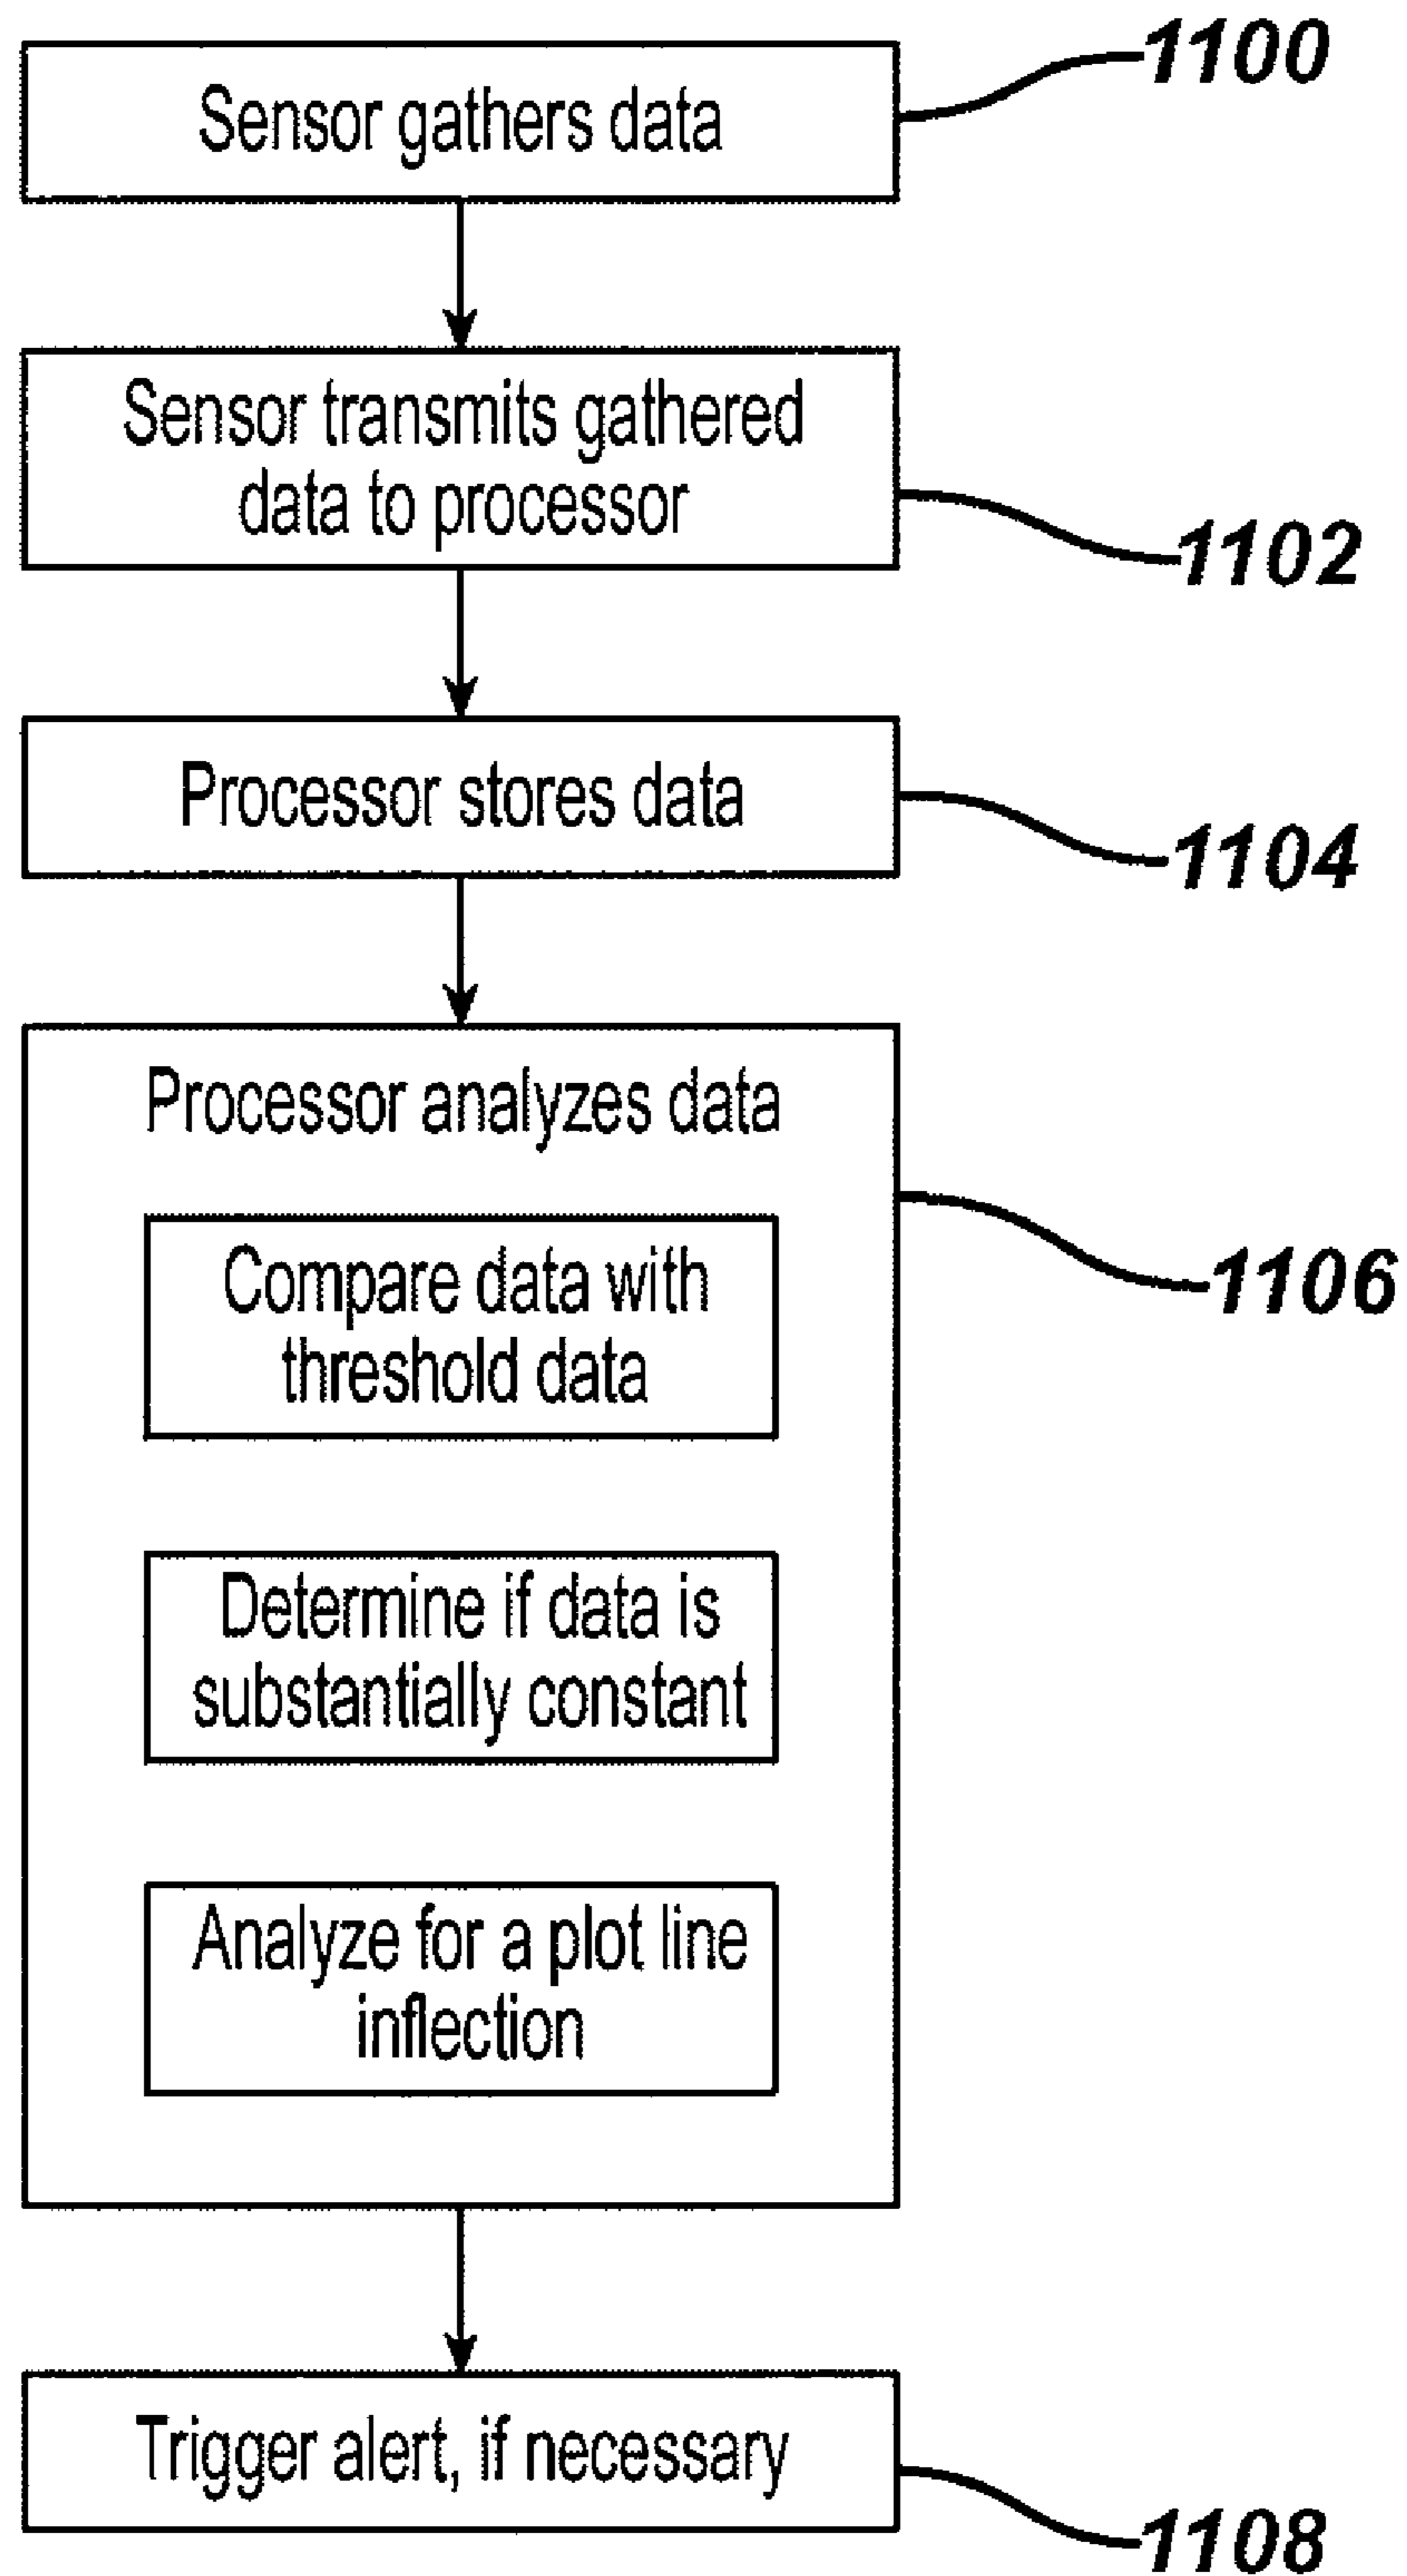 1100
Sensor gathers data
Sensor transmits gathered
data to processor
1102
Processor stores data
1104
Processor analyzes data
1106
Compare data with
threshold data
Determine if data is
substantially constant
Analyze for a plot line
inflection
Trigger alert, if necessary
1108